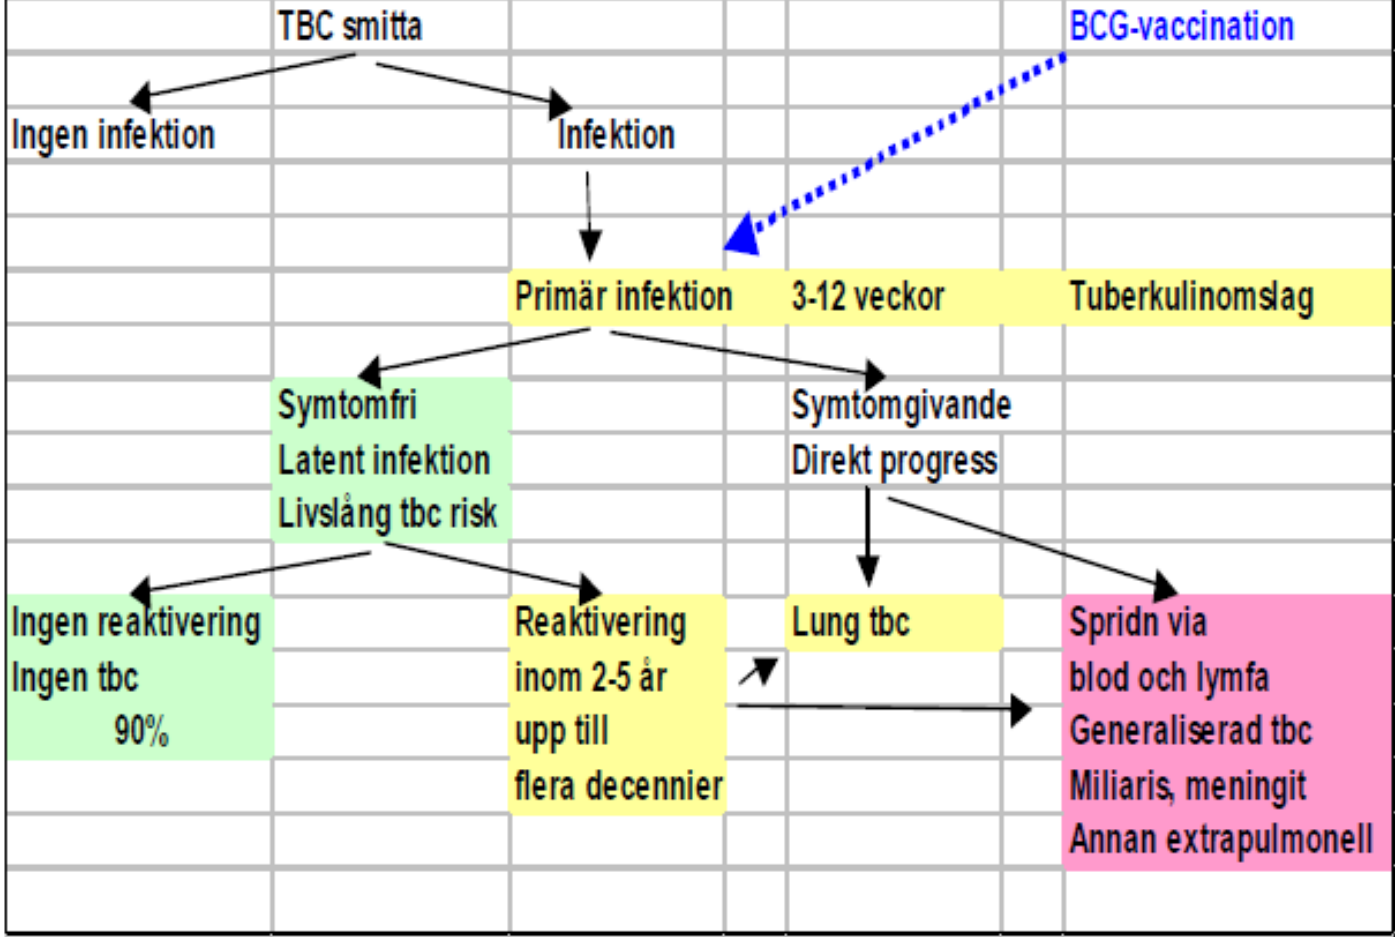 TBC smitta
BCG-vaccination
Ingen infektion
Infektion
Primär infektion 3-12 veckor Tuberkulinomslag
Symtomfri
Latent infektion
Livslång tbc risk
Symtomgivande
Direkt progress
Ingen reaktivering
Ingen tbc
90%
Reaktivering
inom 2-5 år
upp till
flera decennier
Lung tbc
Spridn via
blod och lymfa
Generaliserad tbc
Miliaris, meningit
Annan extrapulmonell